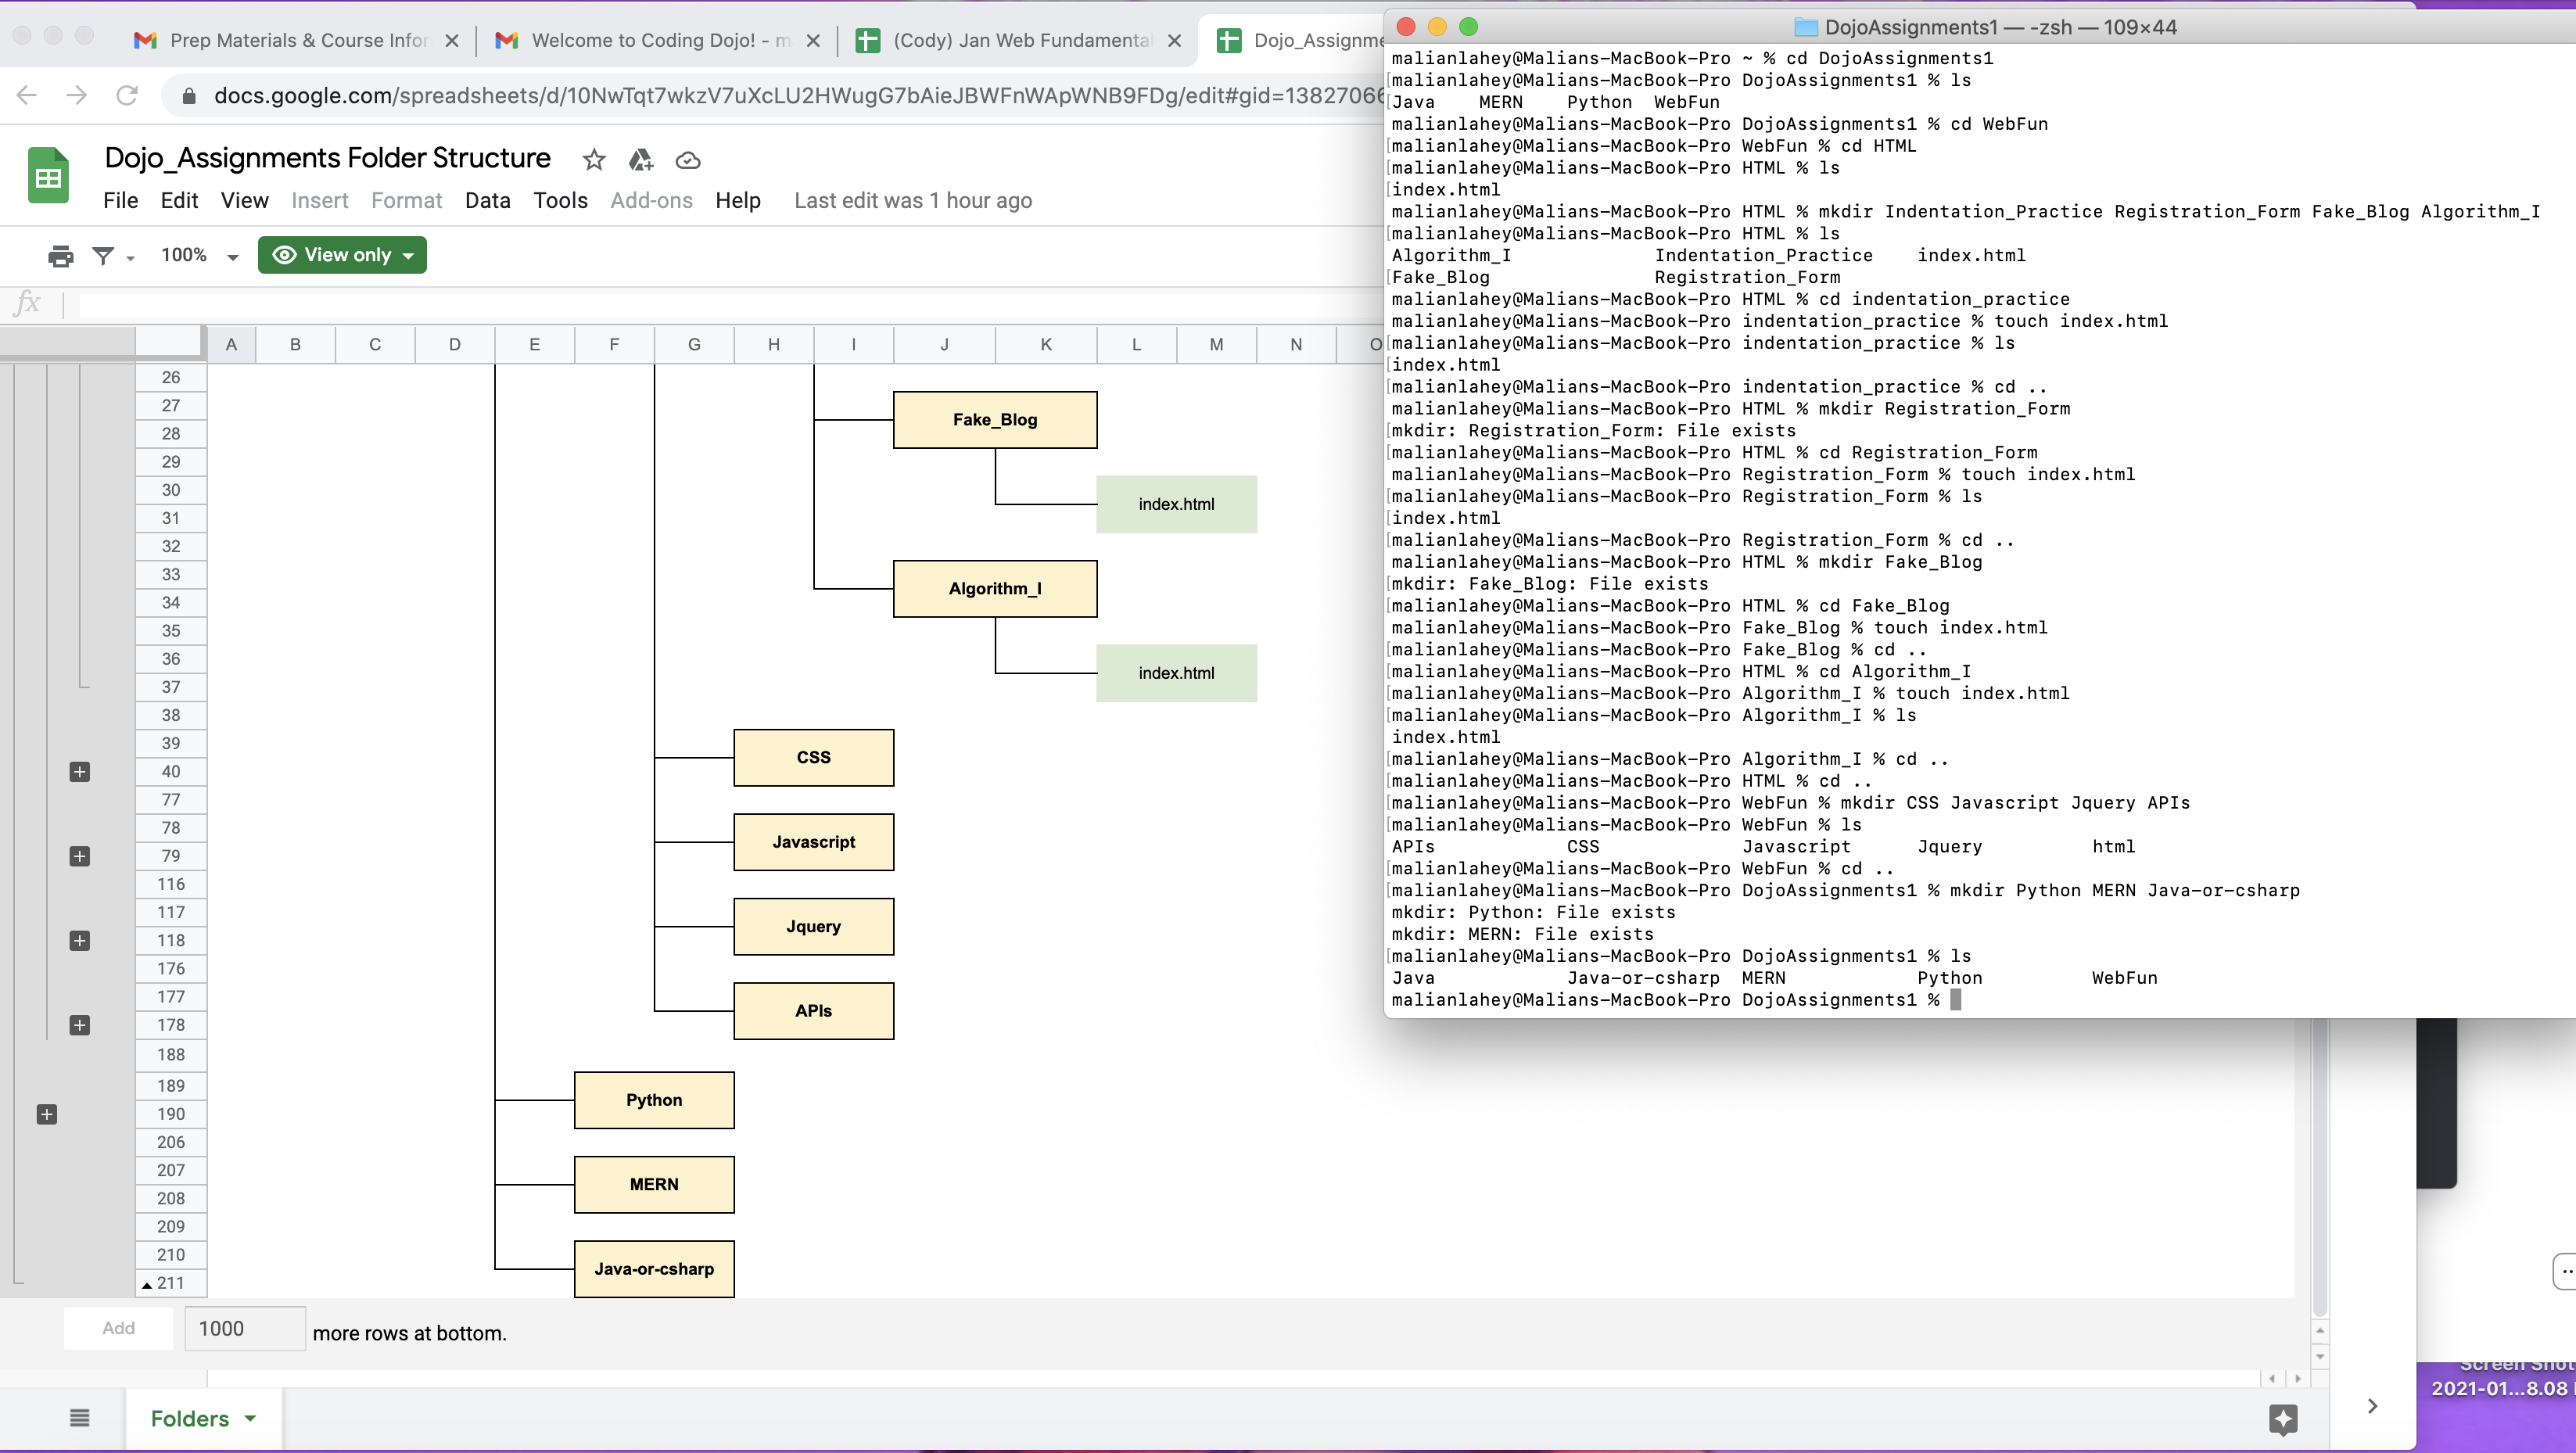 Prep Materials & Course Infor
Welcome to Coding Dojo! - m
(Cody) Jan Web Fundamental
Dojo_Assignme
docs.google.com/spreadsheets/d/10NwTqt7wkzV7uXcLU2HWugG7bAieJBWFnWApWNB9FDg/edit#gid=13827066
Dojo_Assignments Folder Structure
File Edit View Insert Format Data Tools Add-ons Help Last edit was 1 hour ago
100% View only
fx
A B C D E F G H I J K L M N O
26
27
Fake_Blog
28
29
30
index.html
31
32
33
Algorithm_I
34
35
36
index.html
37
38
39
CSS
40
77
78
Javascript
79
116
117
Jquery
118
176
177
APIs
178
188
189
Python
190
206
207
MERN
208
209
210
Java-or-csharp
211
Add 1000 more rows at bottom.
Folders
DojoAssignments1 — -zsh — 109×44
malianlahey@Malians-MacBook-Pro ~ % cd DojoAssignments1
[malianlahey@Malians-MacBook-Pro DojoAssignments1 % ls
[Java MERN Python WebFun
malianlahey@Malians-MacBook-Pro DojoAssignments1 % cd WebFun
[malianlahey@Malians-MacBook-Pro WebFun % cd HTML
[malianlahey@Malians-MacBook-Pro HTML % ls
[index.html
malianlahey@Malians-MacBook-Pro HTML % mkdir Indentation_Practice Registration_Form Fake_Blog Algorithm_I
[malianlahey@Malians-MacBook-Pro HTML % ls
Algorithm_I Indentation_Practice index.html
[Fake_Blog Registration_Form
malianlahey@Malians-MacBook-Pro HTML % cd indentation_practice
malianlahey@Malians-MacBook-Pro indentation_practice % touch index.html
[malianlahey@Malians-MacBook-Pro indentation_practice % ls
[index.html
[malianlahey@Malians-MacBook-Pro indentation_practice % cd ..
malianlahey@Malians-MacBook-Pro HTML % mkdir Registration_Form
[mkdir: Registration_Form: File exists
[malianlahey@Malians-MacBook-Pro HTML % cd Registration_Form
malianlahey@Malians-MacBook-Pro Registration_Form % touch index.html
[malianlahey@Malians-MacBook-Pro Registration_Form % ls
[index.html
[malianlahey@Malians-MacBook-Pro Registration_Form % cd ..
malianlahey@Malians-MacBook-Pro HTML % mkdir Fake_Blog
[mkdir: Fake_Blog: File exists
[malianlahey@Malians-MacBook-Pro HTML % cd Fake_Blog
malianlahey@Malians-MacBook-Pro Fake_Blog % touch index.html
[malianlahey@Malians-MacBook-Pro Fake_Blog % cd ..
[malianlahey@Malians-MacBook-Pro HTML % cd Algorithm_I
[malianlahey@Malians-MacBook-Pro Algorithm_I % touch index.html
[malianlahey@Malians-MacBook-Pro Algorithm_I % ls
index.html
[malianlahey@Malians-MacBook-Pro Algorithm_I % cd ..
[malianlahey@Malians-MacBook-Pro HTML % cd ..
[malianlahey@Malians-MacBook-Pro WebFun % mkdir CSS Javascript Jquery APIs
[malianlahey@Malians-MacBook-Pro WebFun % ls
APIs CSS Javascript Jquery html
[malianlahey@Malians-MacBook-Pro WebFun % cd ..
[malianlahey@Malians-MacBook-Pro DojoAssignments1 % mkdir Python MERN Java-or-csharp
mkdir: Python: File exists
mkdir: MERN: File exists
[malianlahey@Malians-MacBook-Pro DojoAssignments1 % ls
Java Java-or-csharp MERN Python WebFun
malianlahey@Malians-MacBook-Pro DojoAssignments1 %
Screen Shot
2021-01...8.08